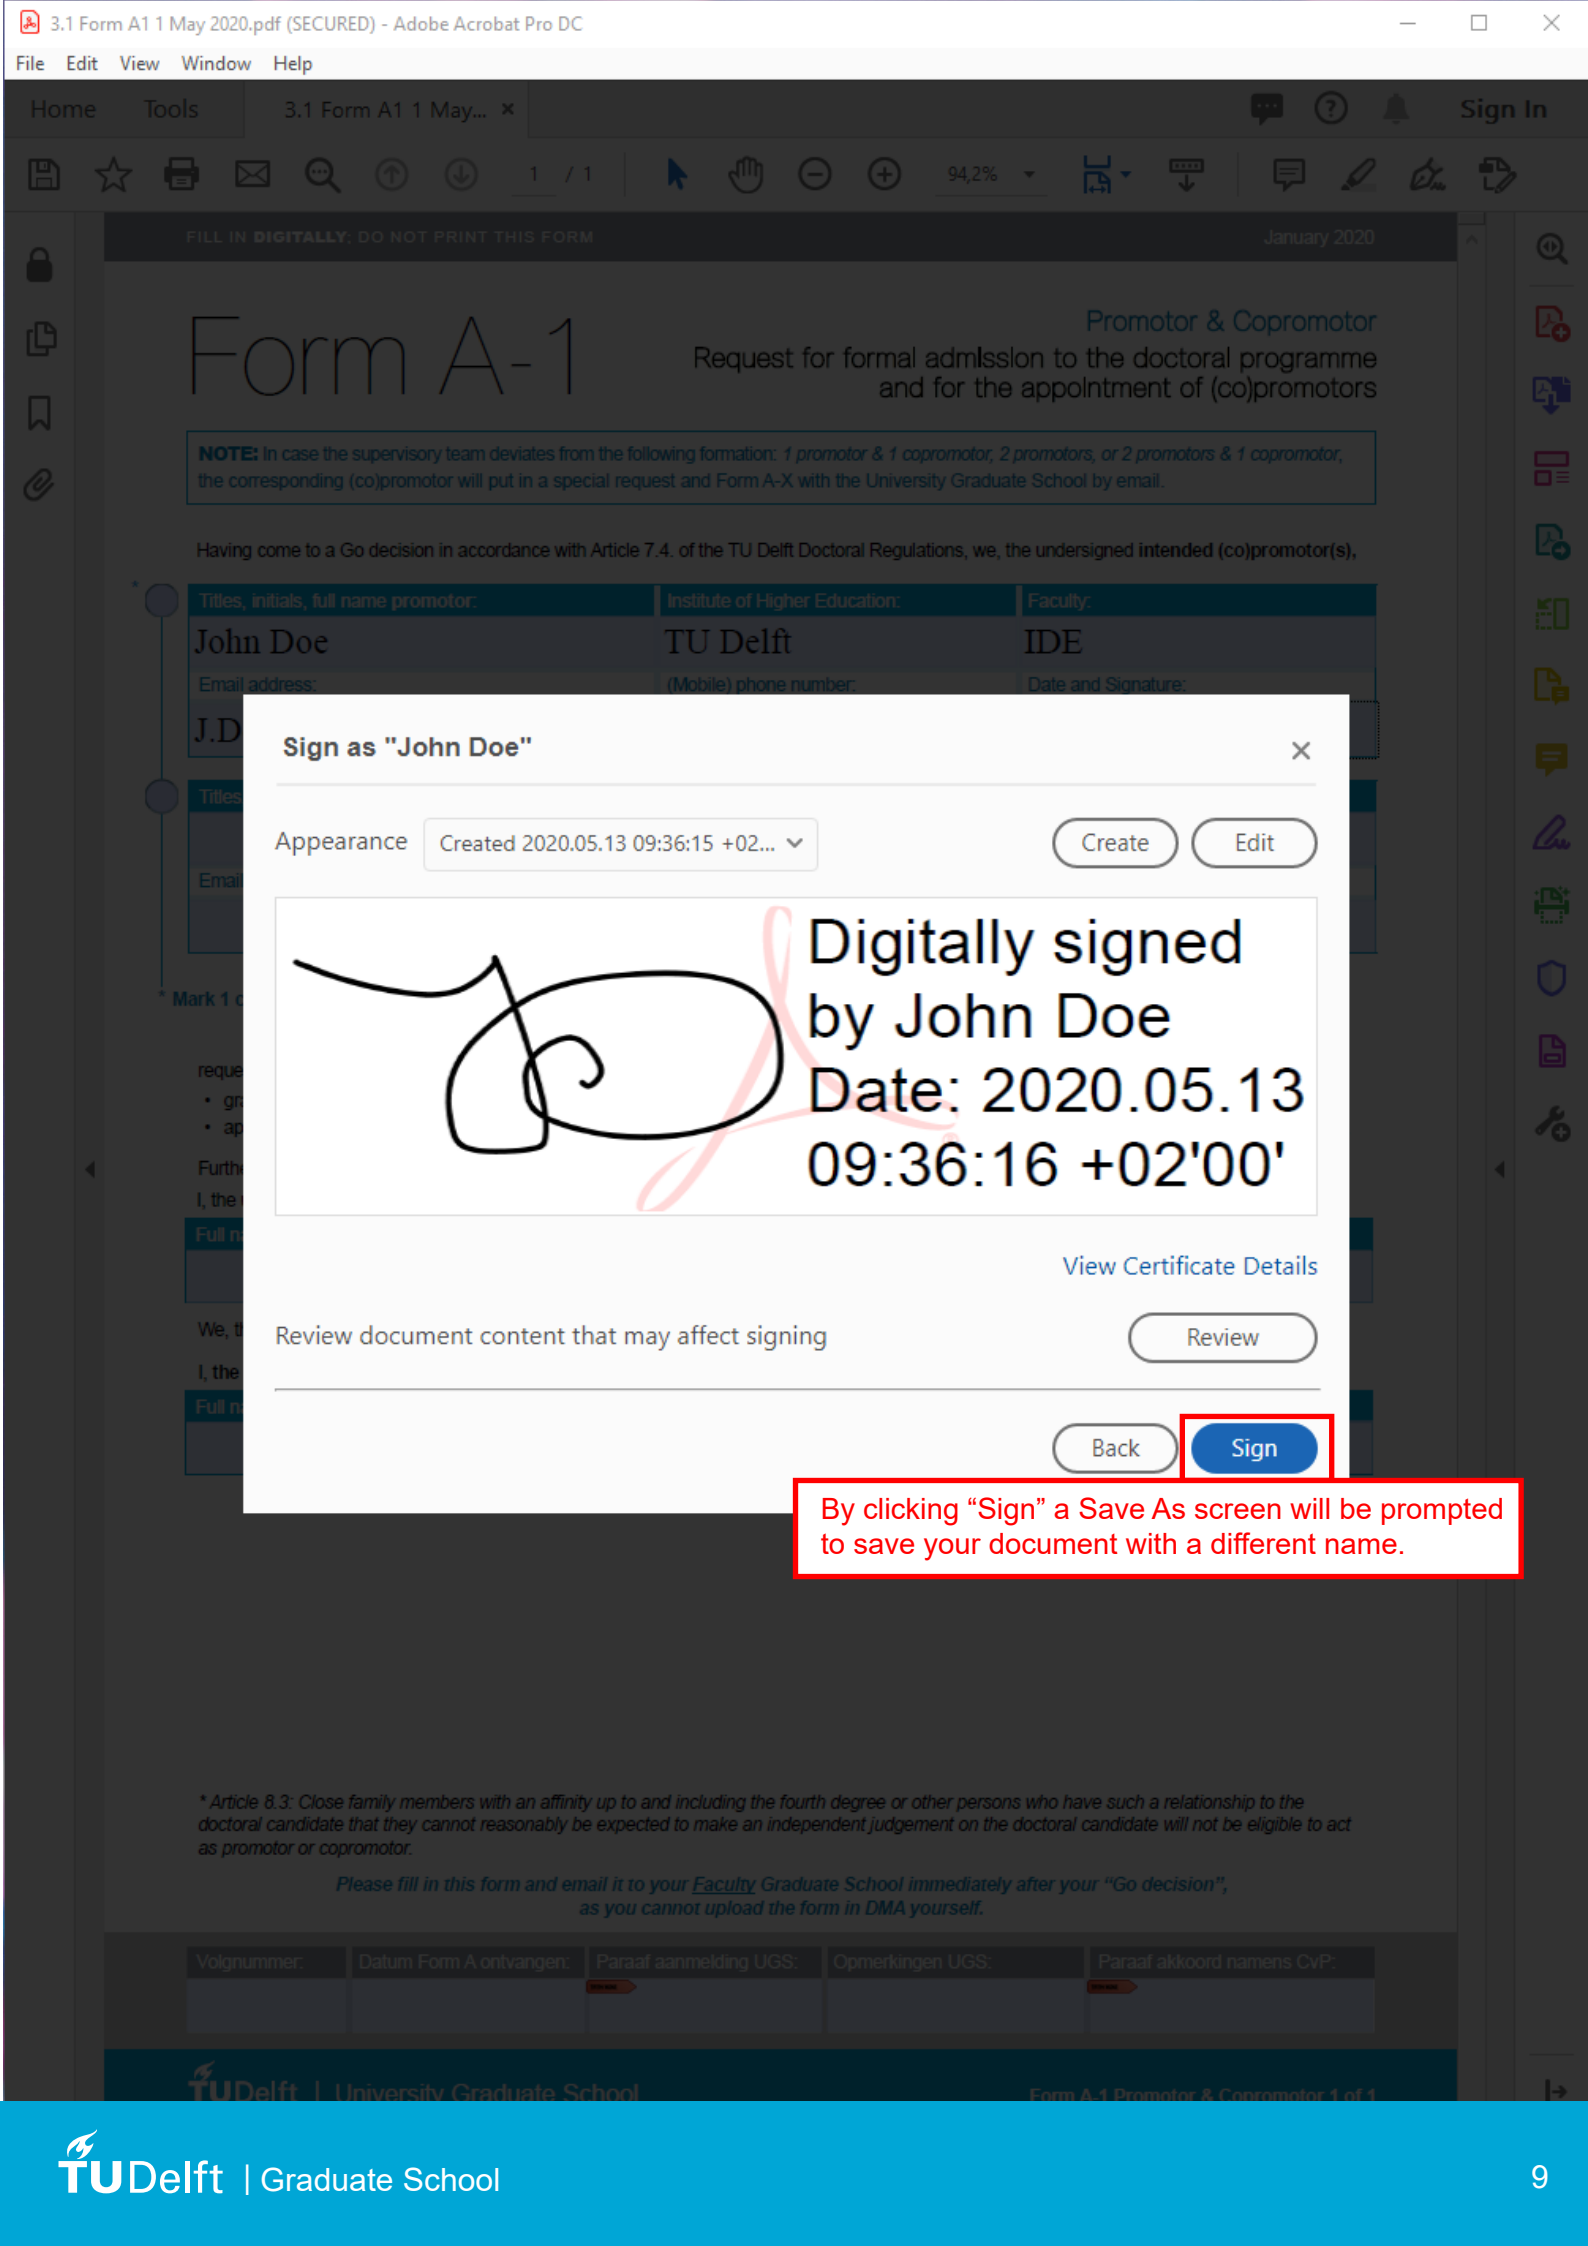 3.1 Form A1 1 May 2020.pdf (SECURED) - Adobe Acrobat Pro DC
File Edit View Window Help
Home Tools 3.1 Form A1 1 May... × Sign In
1 / 1 94,2%
FILL IN DIGITALLY; DO NOT PRINT THIS FORM January 2020
Form A-1
Promotor & Copromotor
Request for formal admission to the doctoral programme
and for the appointment of (co)promotors
NOTE: In case the supervisory team deviates from the following formation: 1 promotor & 1 copromotor, 2 promotors, or 2 promotors & 1 copromotor,
the corresponding (co)promotor will put in a special request and Form A-X with the University Graduate School by email.
Having come to a Go decision in accordance with Article 7.4. of the TU Delft Doctoral Regulations, we, the undersigned intended (co)promotor(s),
* Titles, initials, full name promotor: Institute of Higher Education: Faculty:
John Doe TU Delft IDE
Email address: (Mobile) phone number: Date and Signature:
J.D
Sign as "John Doe"
Titles
Appearance Created 2020.05.13 09:36:15 +02... Create Edit
Email
Digitally signed
by John Doe
Date: 2020.05.13
09:36:16 +02'00'
* Mark 1
reque
• gra
• ap
Furthe
I, the
Full n
View Certificate Details
We, t
Review document content that may affect signing Review
I, the
Full n
Back Sign
By clicking “Sign” a Save As screen will be prompted
to save your document with a different name.
* Article 8.3: Close family members with an affinity up to and including the fourth degree or other persons who have such a relationship to the
doctoral candidate that they cannot reasonably be expected to make an independent judgement on the doctoral candidate will not be eligible to act
as promotor or copromotor.
Please fill in this form and email it to your Faculty Graduate School immediately after your “Go decision”,
as you cannot upload the form in DMA yourself.
Volgnummer: Datum Form A ontvangen: Paraaf aanmelding UGS: Opmerkingen UGS: Paraaf akkoord namens CvP:
TUDelft | University Graduate School Form A-1 Promotor & Copromotor 1 of 1
TUDelft | Graduate School 9